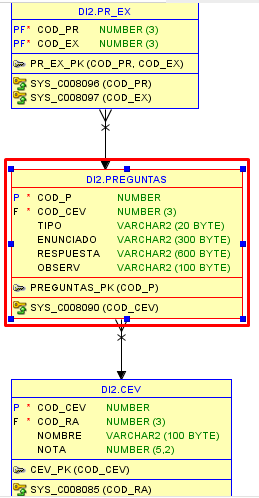 DI2.PR_EX
PF* COD_PR NUMBER (3)
PF* COD_EX NUMBER (3)
PR_EX_PK (COD_PR, COD_EX)
SYS_C008096 (COD_PR)
SYS_C008097 (COD_EX)
DI2.PREGUNTAS
P * COD_P NUMBER
F * COD_CEV NUMBER (3)
TIPO VARCHAR2 (20 BYTE)
ENUNCIADO VARCHAR2 (300 BYTE)
RESPUESTA VARCHAR2 (600 BYTE)
OBSERV VARCHAR2 (100 BYTE)
PREGUNTAS_PK (COD_P)
SYS_C008090 (COD_CEV)
DI2.CEV
P * COD_CEV NUMBER
F * COD_RA NUMBER (3)
NOMBRE VARCHAR2 (100 BYTE)
NOTA NUMBER (5,2)
CEV_PK (COD_CEV)
SYS_C008085 (COD_RA)